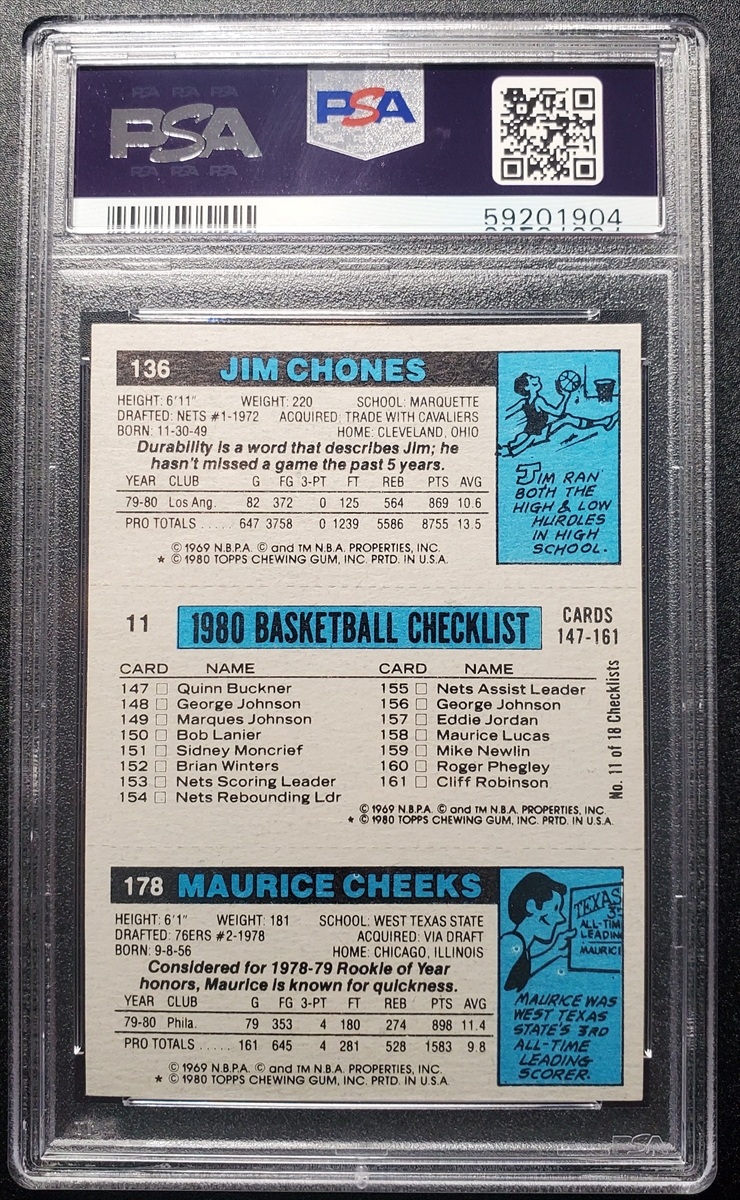 PSA PSA PSA
PSA
PSA PSA PSA
PSA
59201904
136 JIM CHONES
HEIGHT: 6'11" WEIGHT: 220 SCHOOL: MARQUETTE
DRAFTED: NETS #1-1972 ACQUIRED: TRADE WITH CAVALIERS
BORN: 11-30-49 HOME: CLEVELAND, OHIO
Durability is a word that describes Jim; he
hasn't missed a game the past 5 years.
YEAR CLUB G FG 3-PT FT REB PTS AVG
79-80 Los Ang. 82 372 0 125 564 869 10.6
PRO TOTALS ..... 647 3758 0 1239 5586 8755 13.5
© 1969 N.B.P.A. © and TM N.B.A. PROPERTIES, INC.
* © 1980 TOPPS CHEWING GUM, INC. PRTD. IN U.S.A.
JIM RAN
BOTH THE
HIGH & LOW
HURDLES
IN HIGH
SCHOOL.
11 1980 BASKETBALL CHECKLIST CARDS
147-161
CARD NAME
147 □ Quinn Buckner
148 □ George Johnson
149 □ Marques Johnson
150 □ Bob Lanier
151 □ Sidney Moncrief
152 □ Brian Winters
153 □ Nets Scoring Leader
154 □ Nets Rebounding Ldr
CARD NAME
155 □ Nets Assist Leader
156 □ George Johnson
157 □ Eddie Jordan
158 □ Maurice Lucas
159 □ Mike Newlin
160 □ Roger Phegley
161 □ Cliff Robinson
No. 11 of 18 Checklists
© 1969 N.B.P.A. © and TM N.B.A. PROPERTIES, INC.
* © 1980 TOPPS CHEWING GUM, INC. PRTD. IN U.S.A.
178 MAURICE CHEEKS
HEIGHT: 6'1" WEIGHT: 181 SCHOOL: WEST TEXAS STATE
DRAFTED: 76ERS #2-1978 ACQUIRED: VIA DRAFT
BORN: 9-8-56 HOME: CHICAGO, ILLINOIS
Considered for 1978-79 Rookie of Year
honors, Maurice is known for quickness.
YEAR CLUB G FG 3-PT FT REB PTS AVG
79-80 Phila. 79 353 4 180 274 898 11.4
PRO TOTALS ..... 161 645 4 281 528 1583 9.8
© 1969 N.B.P.A. © and TM N.B.A. PROPERTIES, INC.
* © 1980 TOPPS CHEWING GUM, INC. PRTD. IN U.S.A.
TEXAS
ALL-TIM
LEADIN
MAURIC
MAURICE WAS
WEST TEXAS
STATE'S 3RD
ALL-TIME
LEADING
SCORER.
PSA